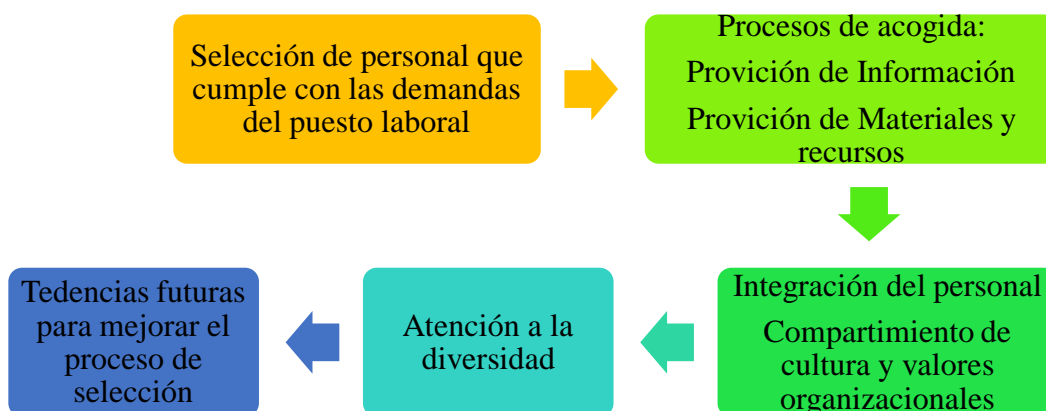 Selección de personal que
cumple con las demandas
del puesto laboral
Procesos de acogida:
Provición de Información
Provición de Materiales y
recursos
Integración del personal
Compartimiento de
cultura y valores
organizacionales
Atención a la
diversidad
Tedencias futuras
para mejorar el
proceso de
selección